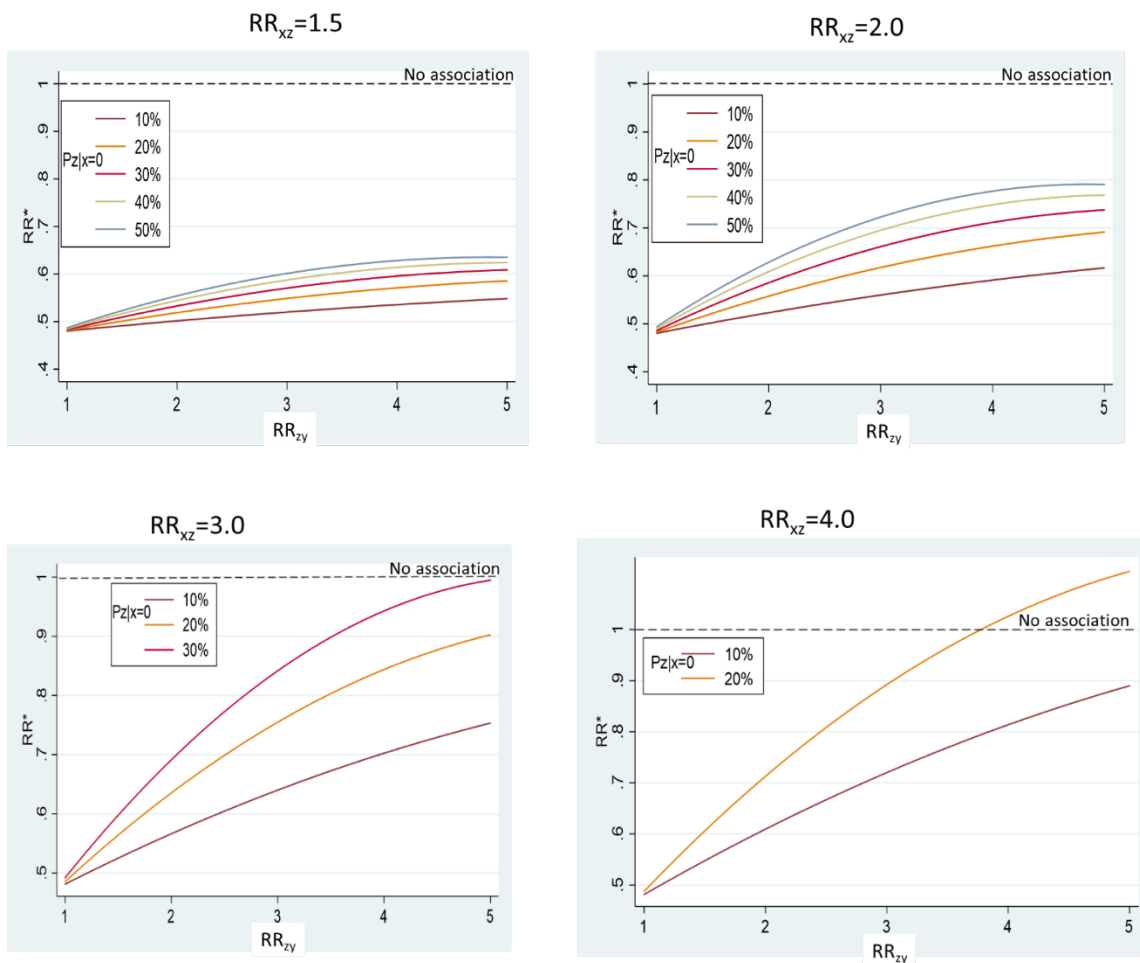 RRxz=1.5
No association
1
.9
.8
.7
.6
.5
.4
RR*
Pz|x=0
10%
20%
30%
40%
50%
1 2 3 4 5
RRzy
RRxz=2.0
No association
1
.9
.8
.7
.6
.5
.4
RR*
Pz|x=0
10%
20%
30%
40%
50%
1 2 3 4 5
RRzy
RRxz=3.0
No association
1
.9
.8
.7
.6
.5
RR*
Pz|x=0
10%
20%
30%
1 2 3 4 5
RRzy
RRxz=4.0
No association
1
.9
.8
.7
.6
.5
RR*
Pz|x=0
10%
20%
1 2 3 4 5
RRzy